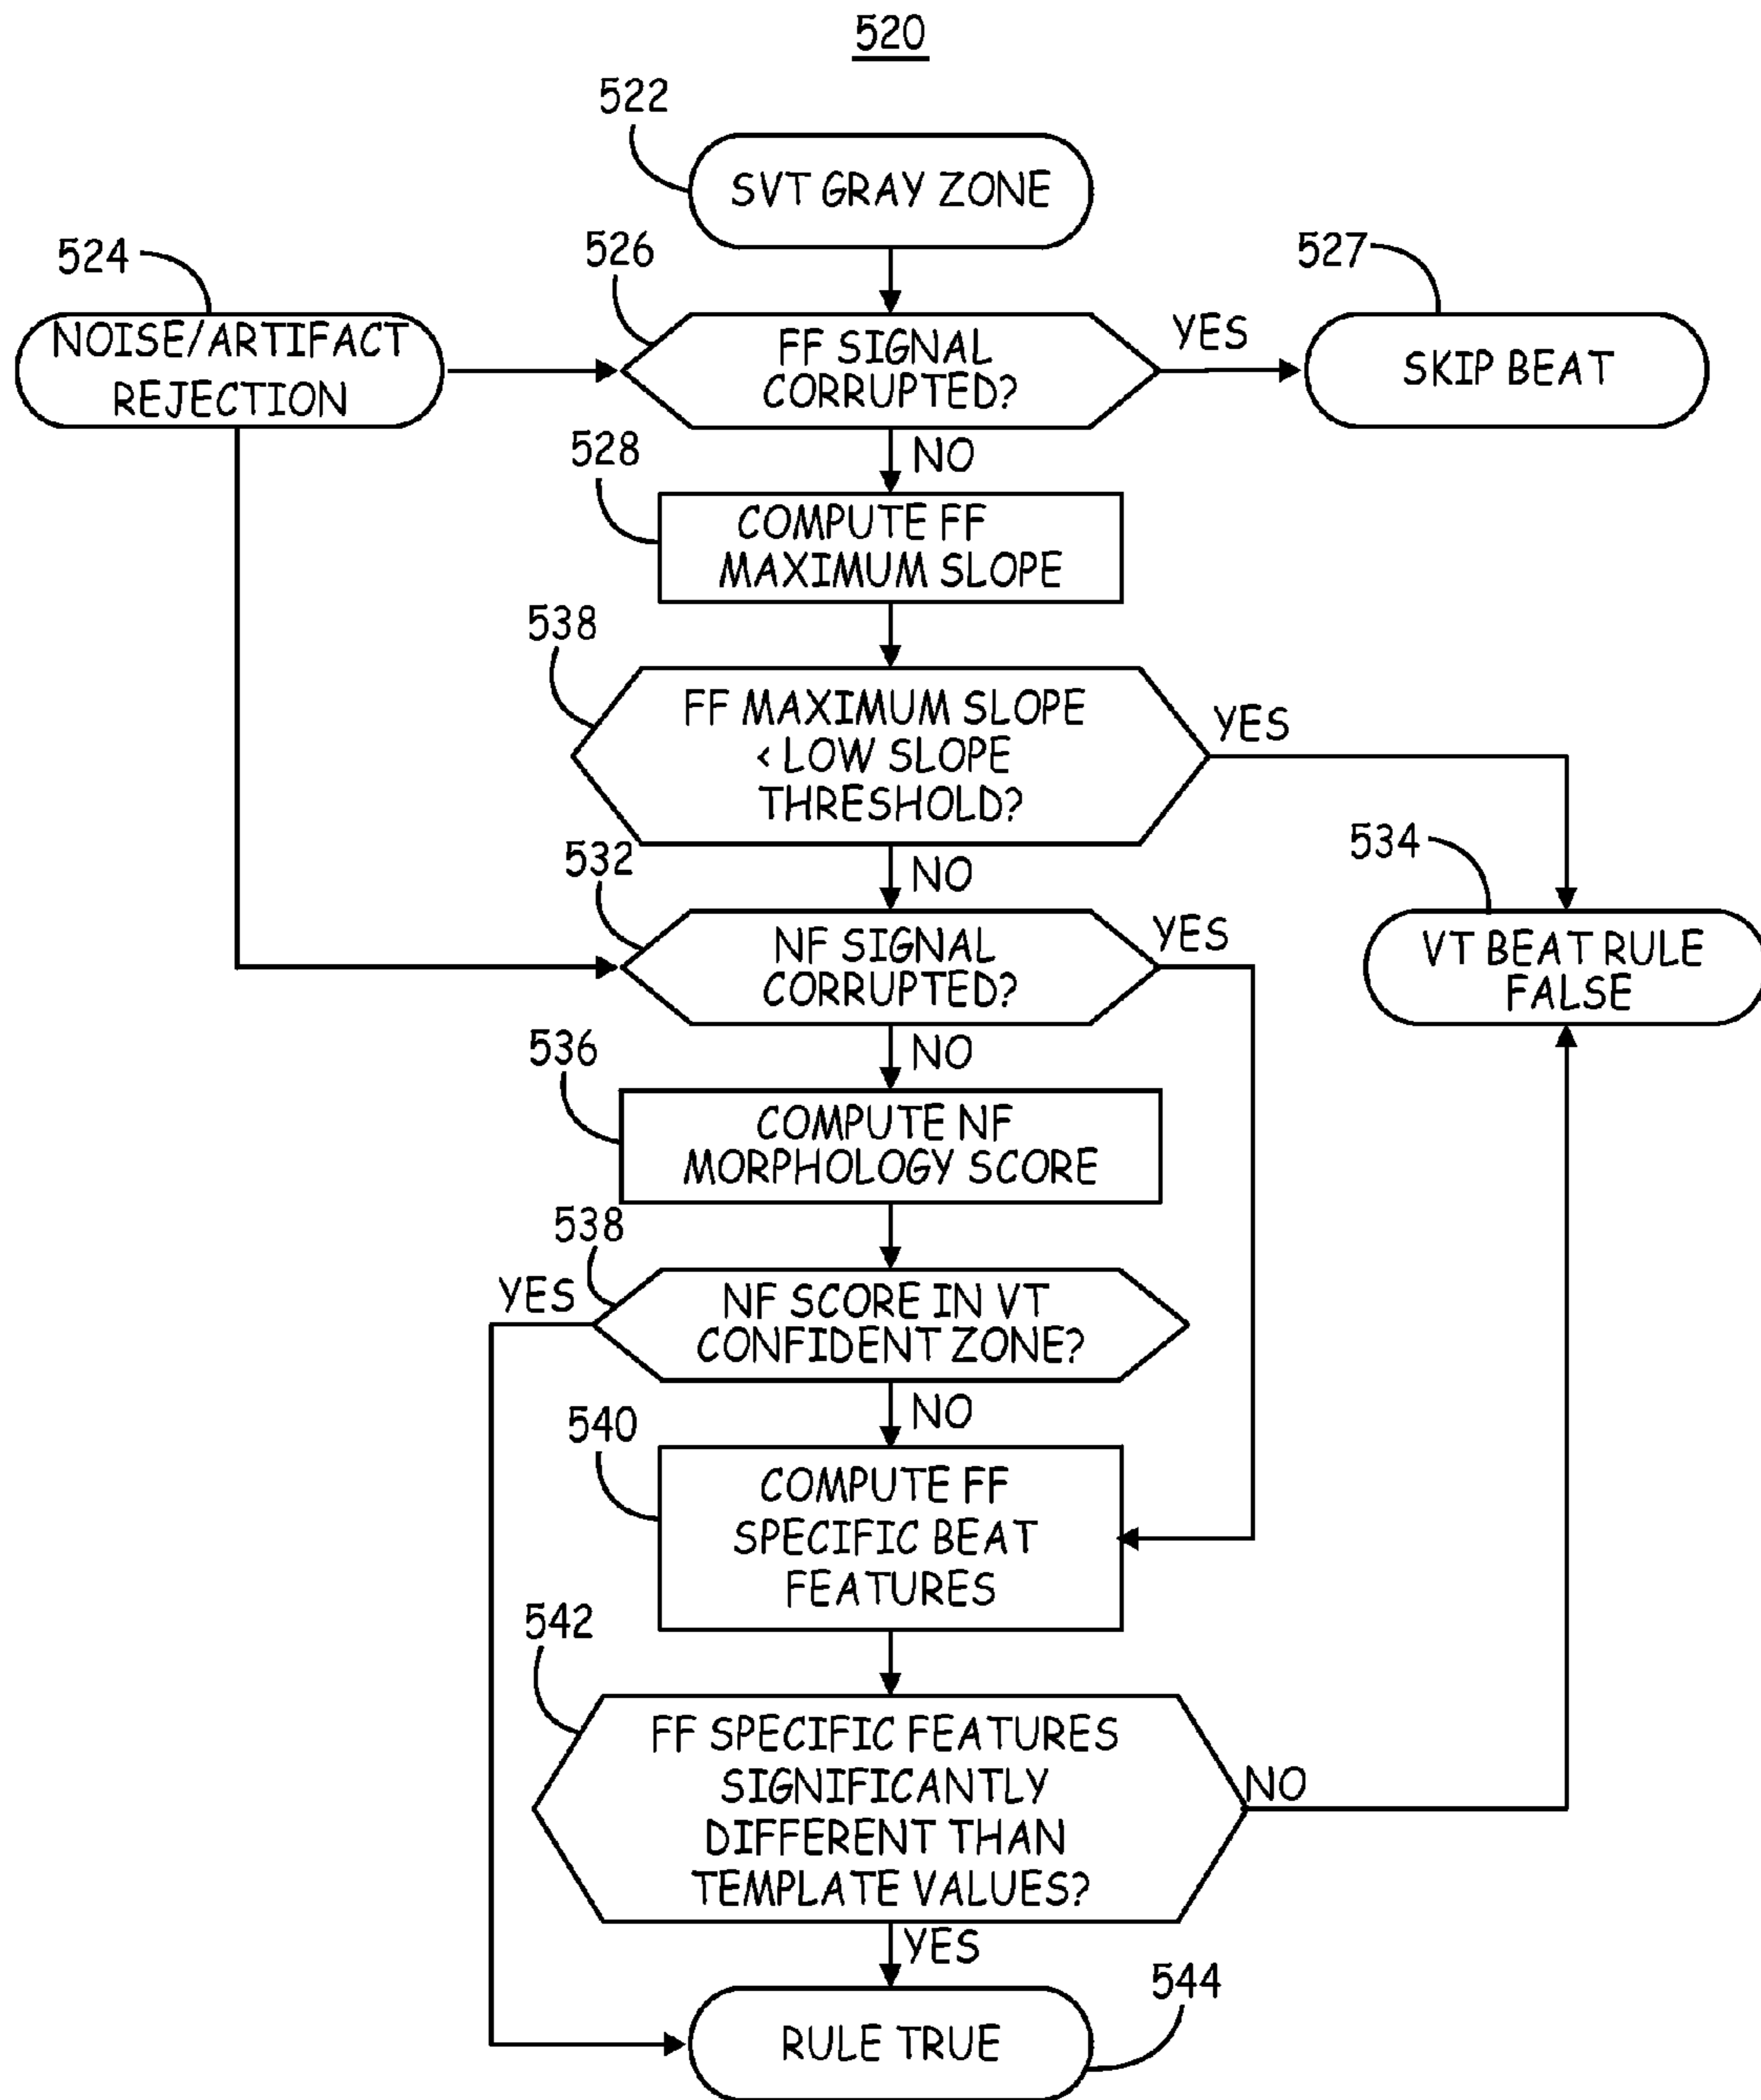 520
522
SVT GRAY ZONE
524
526
527
NOISE/ARTIFACT
REJECTION
FF SIGNAL
CORRUPTED?
YES
SKIP BEAT
NO
528
COMPUTE FF
MAXIMUM SLOPE
538
FF MAXIMUM SLOPE
< LOW SLOPE
THRESHOLD?
YES
NO
532
534
NF SIGNAL
CORRUPTED?
YES
VT BEAT RULE
FALSE
NO
536
COMPUTE NF
MORPHOLOGY SCORE
538
YES
NF SCORE IN VT
CONFIDENT ZONE?
NO
540
COMPUTE FF
SPECIFIC BEAT
FEATURES
542
FF SPECIFIC FEATURES
SIGNIFICANTLY
DIFFERENT THAN
TEMPLATE VALUES?
NO
YES
544
RULE TRUE